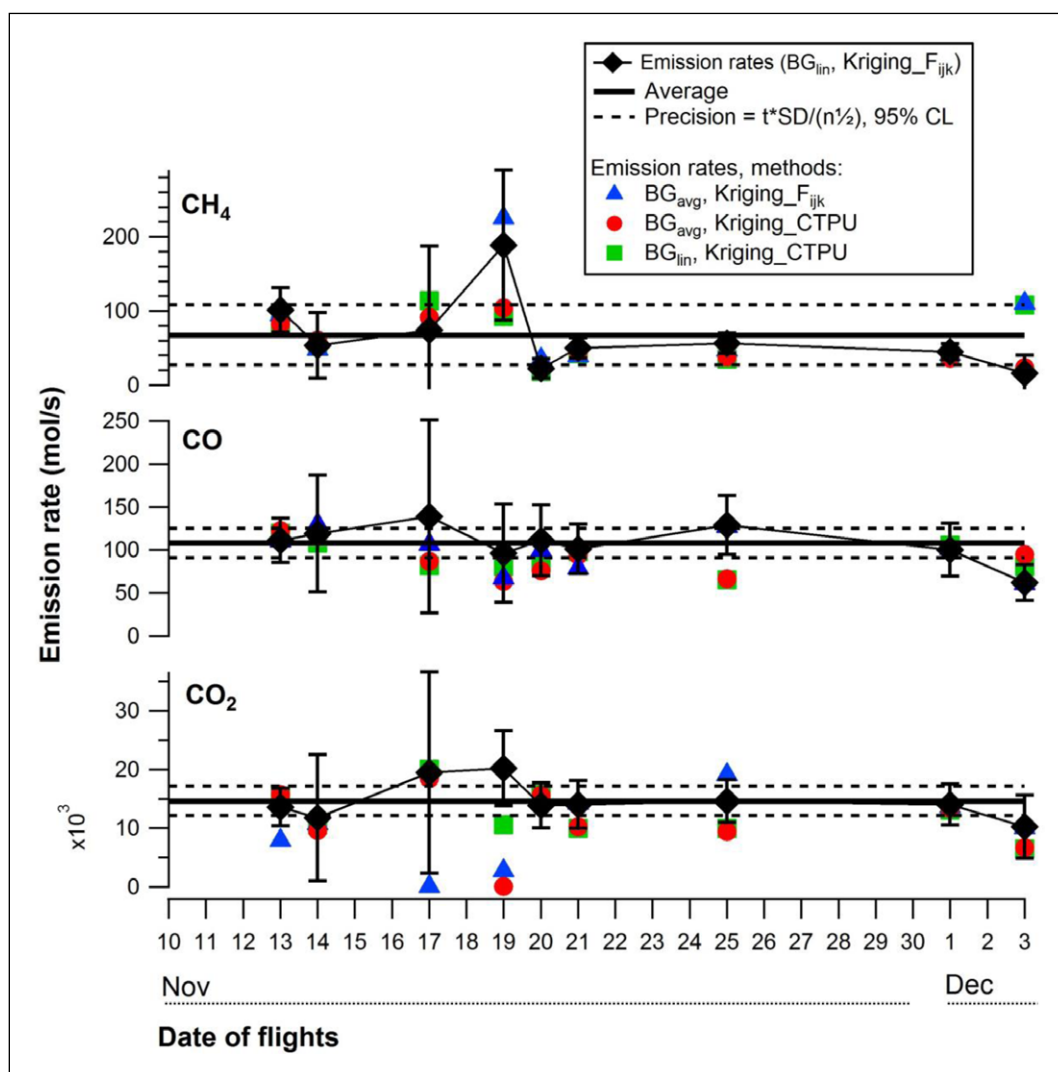 Emission rates (BGlin, Kriging_Fijk)
Average
Precision = t*SD/(n½), 95% CL
Emission rates, methods:
BGavg, Kriging_Fijk
BGavg, Kriging_CTPU
BGlin, Kriging_CTPU
CH4
200
100
0
CO
250
200
150
100
50
0
CO2
30
20
10
0
x10³
Emission rate (mol/s)
10 11 12 13 14 15 16 17 18 19 20 21 22 23 24 25 26 27 28 29 30 1 2 3
Nov Dec
Date of flights